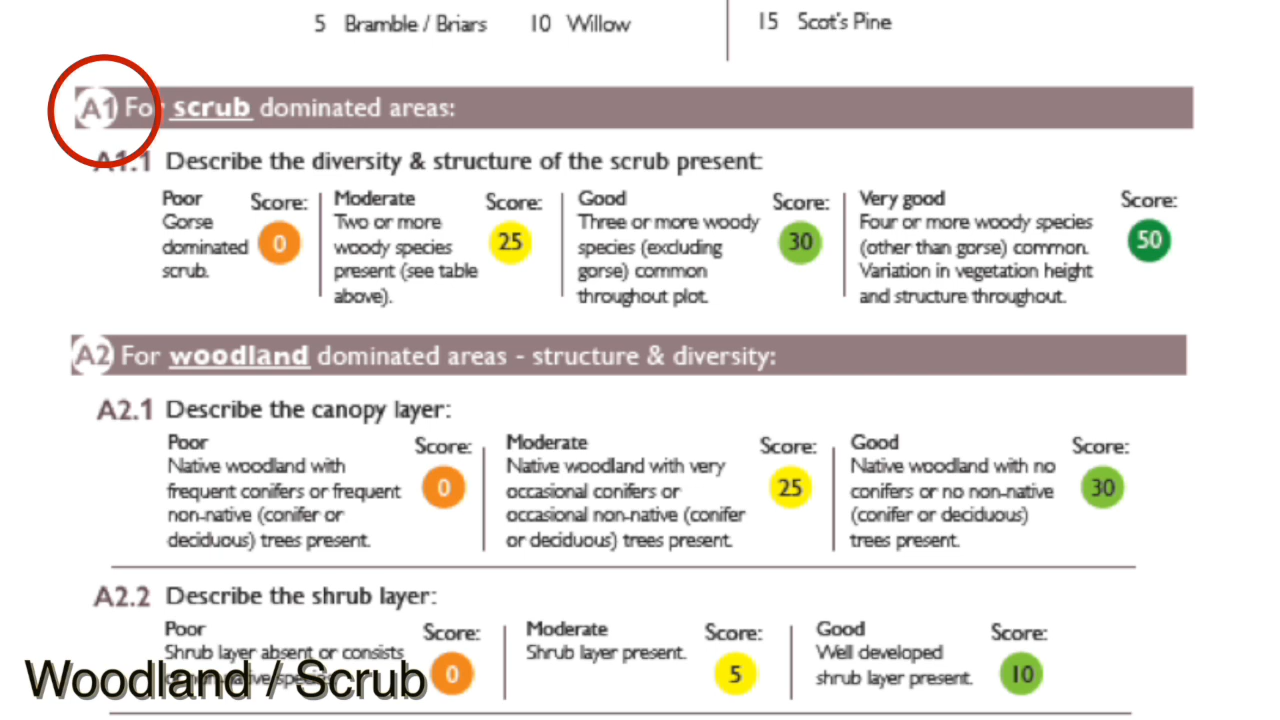 5 Bramble / Briars 10 Willow 15 Scot's Pine
A1 For scrub dominated areas:
A1.1 Describe the diversity & structure of the scrub present:
Poor
Gorse
dominated
scrub.
Score:
0
Moderate
Two or more
woody species
present (see table
above).
Score:
25
Good
Three or more woody
species (excluding
gorse) common
throughout plot.
Score:
30
Very good
Four or more woody species
(other than gorse) common.
Variation in vegetation height
and structure throughout.
Score:
50
A2 For woodland dominated areas - structure & diversity:
A2.1 Describe the canopy layer:
Poor
Native woodland with
frequent conifers or frequent
non-native (conifer or
deciduous) trees present.
Score:
0
Moderate
Native woodland with very
occasional conifers or
occasional non-native (conifer
or deciduous) trees present.
Score:
25
Good
Native woodland with no
conifers or no non-native
(conifer or deciduous)
trees present.
Score:
30
A2.2 Describe the shrub layer:
Poor
Shrub layer absent or consists
Score:
0
Moderate
Shrub layer present.
Score:
5
Good
Well developed
shrub layer present.
Score:
10
Woodland / Scrub